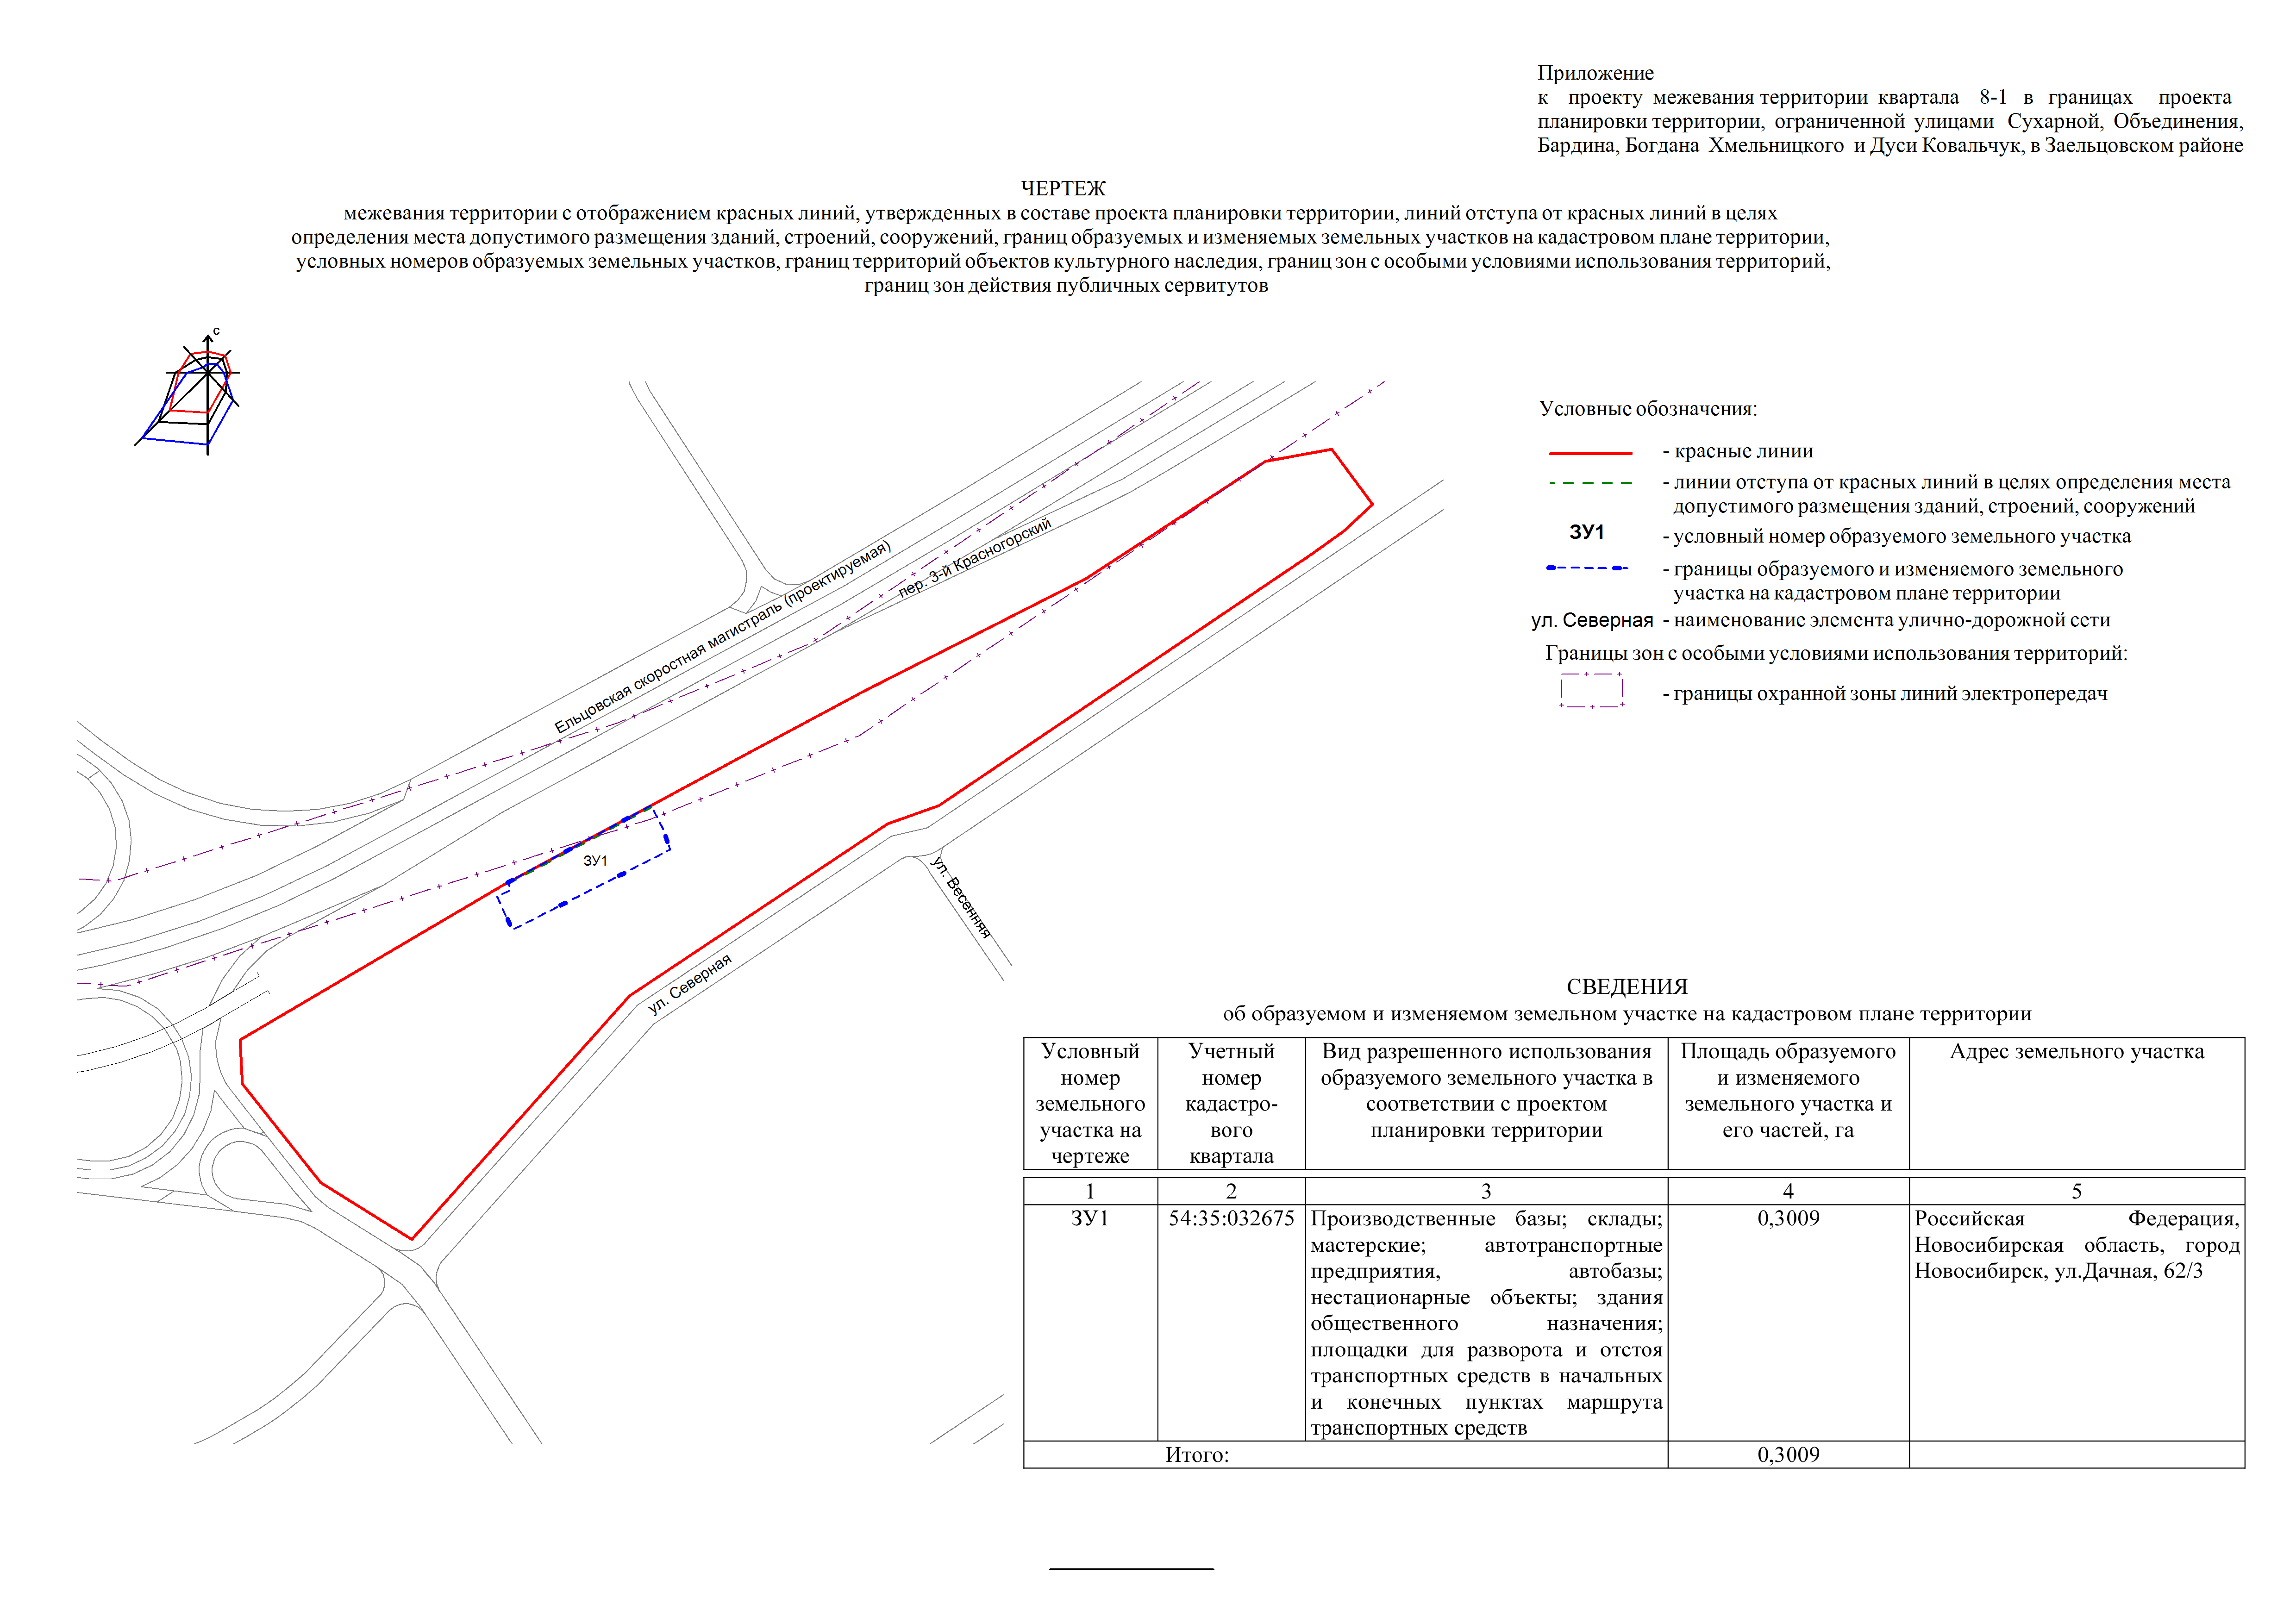 Приложение
к проекту межевания территории квартала 8-1 в границах проекта
планировки территории, ограниченной улицами Сухарной, Объединения,
Бардина, Богдана Хмельницкого и Дуси Ковальчук, в Заельцовском районе
ЧЕРТЕЖ
межевания территории с отображением красных линий, утвержденных в составе проекта планировки территории, линий отступа от красных линий в целях
определения места допустимого размещения зданий, строений, сооружений, границ образуемых и изменяемых земельных участков на кадастровом плане территории,
условных номеров образуемых земельных участков, границ территорий объектов культурного наследия, границ зон с особыми условиями использования территорий,
границ зон действия публичных сервитутов
с
Условные обозначения:
- красные линии
- линии отступа от красных линий в целях определения места
допустимого размещения зданий, строений, сооружений
ЗУ1 - условный номер образуемого земельного участка
- границы образуемого и изменяемого земельного
участка на кадастровом плане территории
ул. Северная - наименование элемента улично-дорожной сети
Границы зон с особыми условиями использования территорий:
- границы охранной зоны линий электропередач
Ельцовская скоростная магистраль (проектируемая)
пер. 3-й Красногорский
ЗУ1
ул. Весенняя
ул. Северная
СВЕДЕНИЯ
об образуемом и изменяемом земельном участке на кадастровом плане территории
Условный
номер
земельного
участка на
чертеже
Учетный
номер
кадастро-
вого
квартала
Вид разрешенного использования
образуемого земельного участка в
соответствии с проектом
планировки территории
Площадь образуемого
и изменяемого
земельного участка и
его частей, га
Адрес земельного участка
1 2 3 4 5
ЗУ1
54:35:032675
Производственные базы; склады;
мастерские; автотранспортные
предприятия, автобазы;
нестационарные объекты; здания
общественного назначения;
площадки для разворота и отстоя
транспортных средств в начальных
и конечных пунктах маршрута
транспортных средств
0,3009
Российская Федерация,
Новосибирская область, город
Новосибирск, ул.Дачная, 62/3
Итого: 0,3009